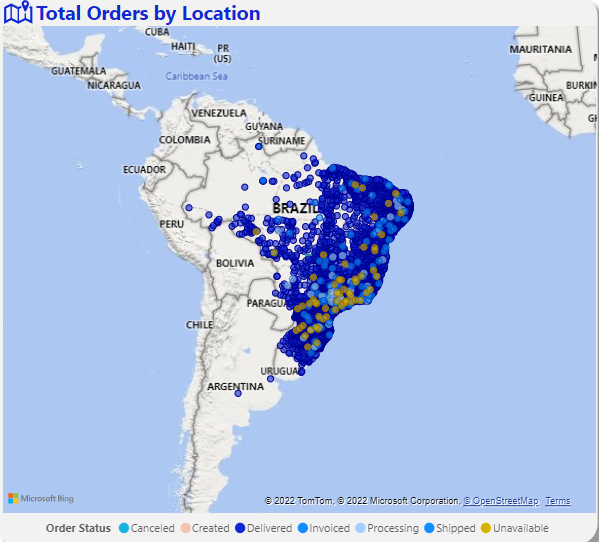 Total Orders by Location
CUBA
HAITI
PR
(US)
MAURITANIA
GUATEMALA
Caribbean Sea
NICARAGUA
BURKIN
GUINEA
VENEZUELA
GUYANA
COLOMBIA
SURINAME
ECUADOR
BRAZIL
PERU
BOLIVIA
PARAGUA
CHILE
URUGUA
ARGENTINA
Microsoft Bing
© 2022 TomTom, © 2022 Microsoft Corporation, © OpenStreetMap Terms
Order Status Canceled Created Delivered Invoiced Processing Shipped Unavailable